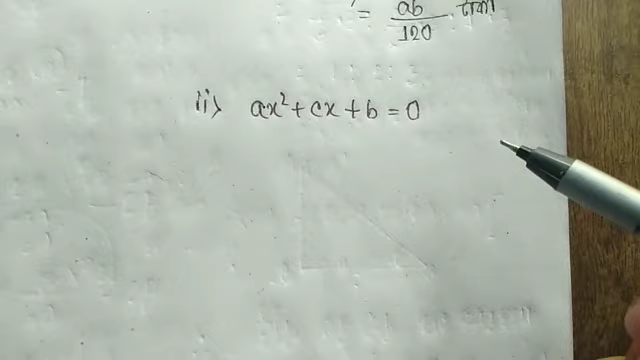 = ab/120 টাকা
ii> ax² + cx + b = 0